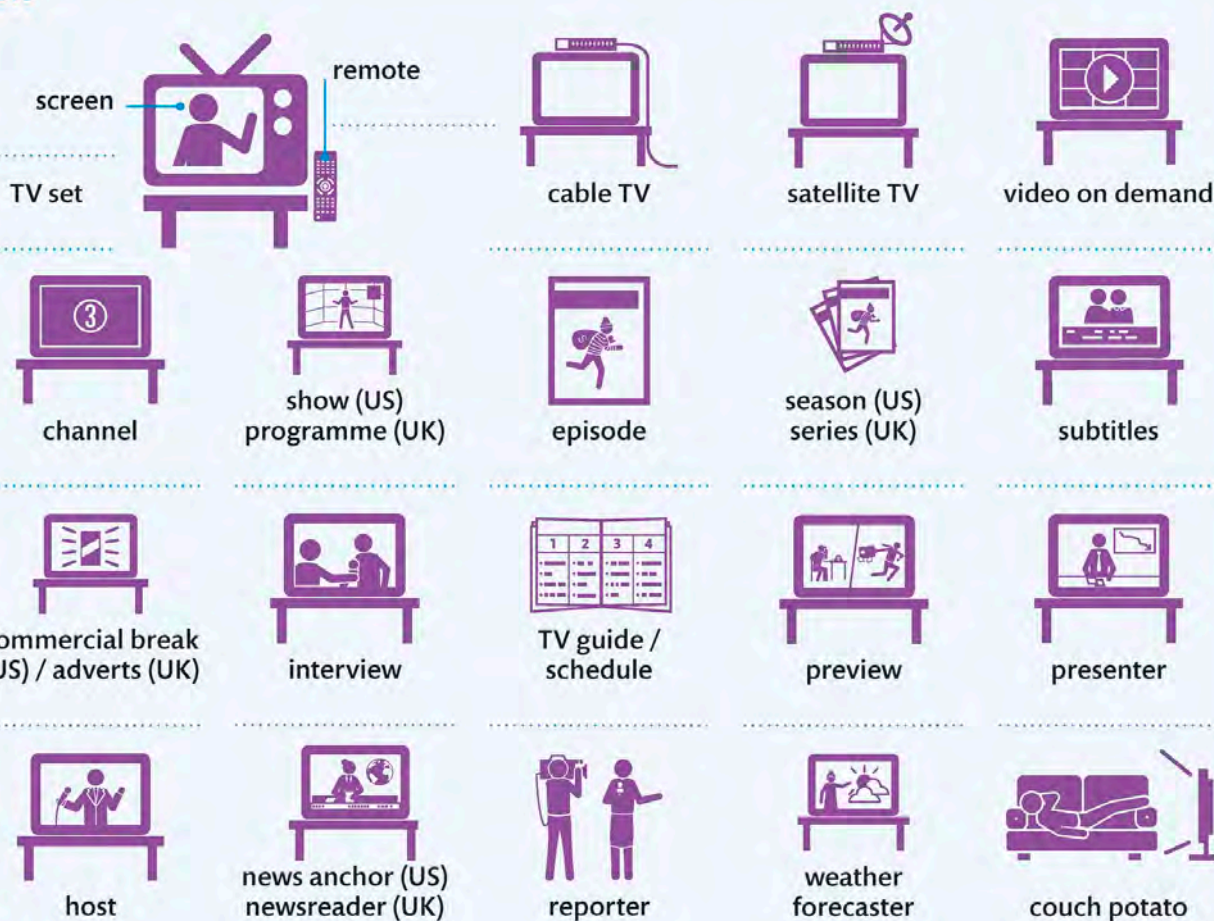 remote
screen
TV set
cable TV
satellite TV
video on demand
3
channel
show (US)
programme (UK)
episode
season (US)
series (UK)
subtitles
ommercial break
US) / adverts (UK)
interview
1 2 3 4
TV guide /
schedule
preview
presenter
host
news anchor (US)
newsreader (UK)
reporter
weather
forecaster
couch potato